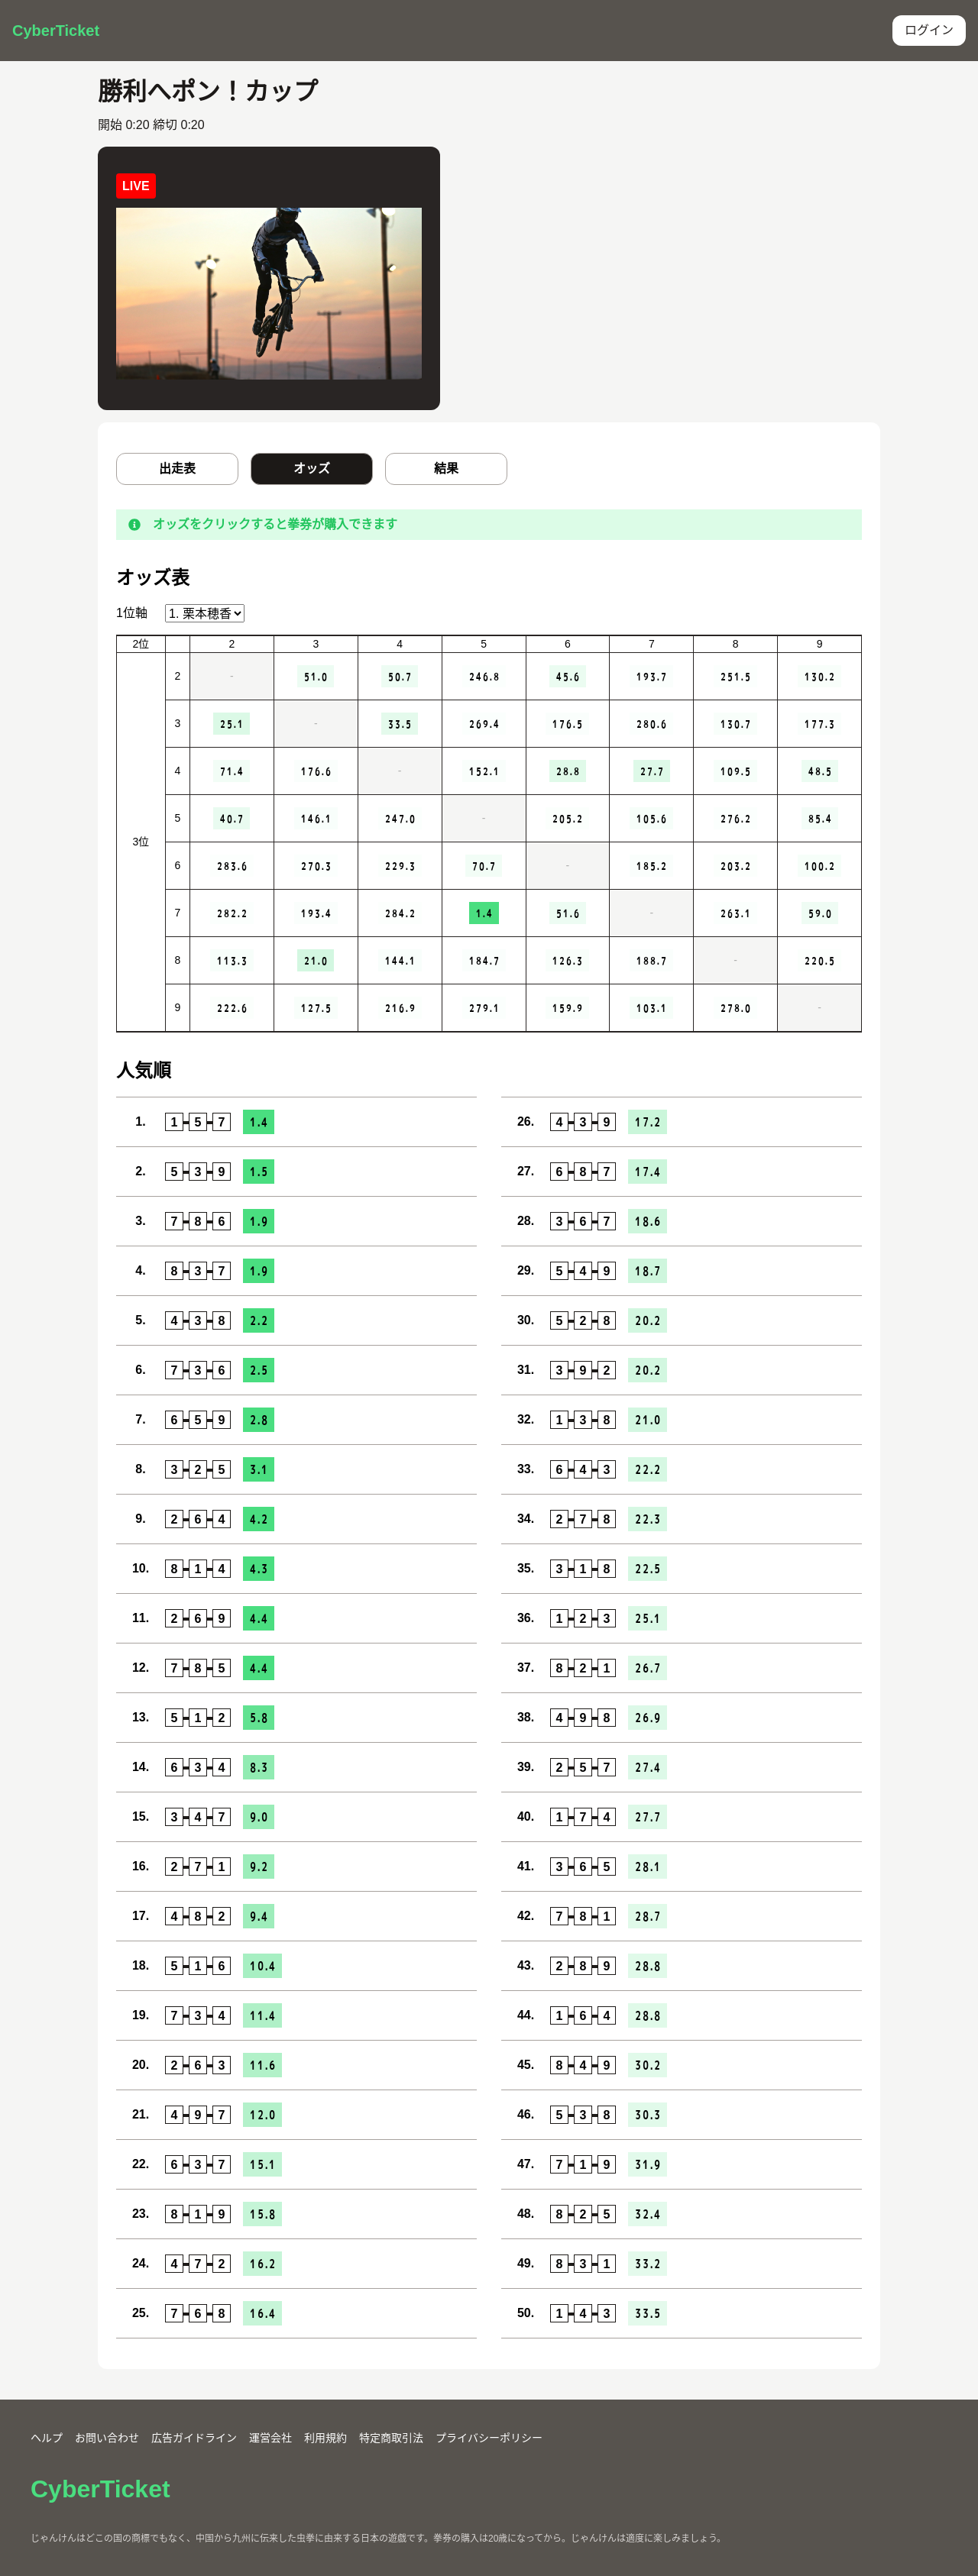 CyberTicket
ログイン
勝利へポン！カップ
開始 0:20 締切 0:20
LIVE
出走表 オッズ 結果
オッズをクリックすると拳券が購入できます
オッズ表
1位軸 1. 栗本穂香
2位 2 3 4 5 6 7 8 9
2 - 51.0 50.7 246.8 45.6 193.7 251.5 130.2
3 25.1 - 33.5 269.4 176.5 280.6 130.7 177.3
4 71.4 176.6 - 152.1 28.8 27.7 109.5 48.5
5 40.7 146.1 247.0 - 205.2 105.6 276.2 85.4
3位
6 283.6 270.3 229.3 70.7 - 185.2 203.2 100.2
7 282.2 193.4 284.2 1.4 51.6 - 263.1 59.0
8 113.3 21.0 144.1 184.7 126.3 188.7 - 220.5
9 222.6 127.5 216.9 279.1 159.9 103.1 278.0 -
人気順
1. 1-5-7 1.4
2. 5-3-9 1.5
3. 7-8-6 1.9
4. 8-3-7 1.9
5. 4-3-8 2.2
6. 7-3-6 2.5
7. 6-5-9 2.8
8. 3-2-5 3.1
9. 2-6-4 4.2
10. 8-1-4 4.3
11. 2-6-9 4.4
12. 7-8-5 4.4
13. 5-1-2 5.8
14. 6-3-4 8.3
15. 3-4-7 9.0
16. 2-7-1 9.2
17. 4-8-2 9.4
18. 5-1-6 10.4
19. 7-3-4 11.4
20. 2-6-3 11.6
21. 4-9-7 12.0
22. 6-3-7 15.1
23. 8-1-9 15.8
24. 4-7-2 16.2
25. 7-6-8 16.4
26. 4-3-9 17.2
27. 6-8-7 17.4
28. 3-6-7 18.6
29. 5-4-9 18.7
30. 5-2-8 20.2
31. 3-9-2 20.2
32. 1-3-8 21.0
33. 6-4-3 22.2
34. 2-7-8 22.3
35. 3-1-8 22.5
36. 1-2-3 25.1
37. 8-2-1 26.7
38. 4-9-8 26.9
39. 2-5-7 27.4
40. 1-7-4 27.7
41. 3-6-5 28.1
42. 7-8-1 28.7
43. 2-8-9 28.8
44. 1-6-4 28.8
45. 8-4-9 30.2
46. 5-3-8 30.3
47. 7-1-9 31.9
48. 8-2-5 32.4
49. 8-3-1 33.2
50. 1-4-3 33.5
ヘルプ お問い合わせ 広告ガイドライン 運営会社 利用規約 特定商取引法 プライバシーポリシー
CyberTicket
じゃんけんはどこの国の商標でもなく、中国から九州に伝来した虫拳に由来する日本の遊戯です。拳券の購入は20歳になってから。じゃんけんは適度に楽しみましょう。